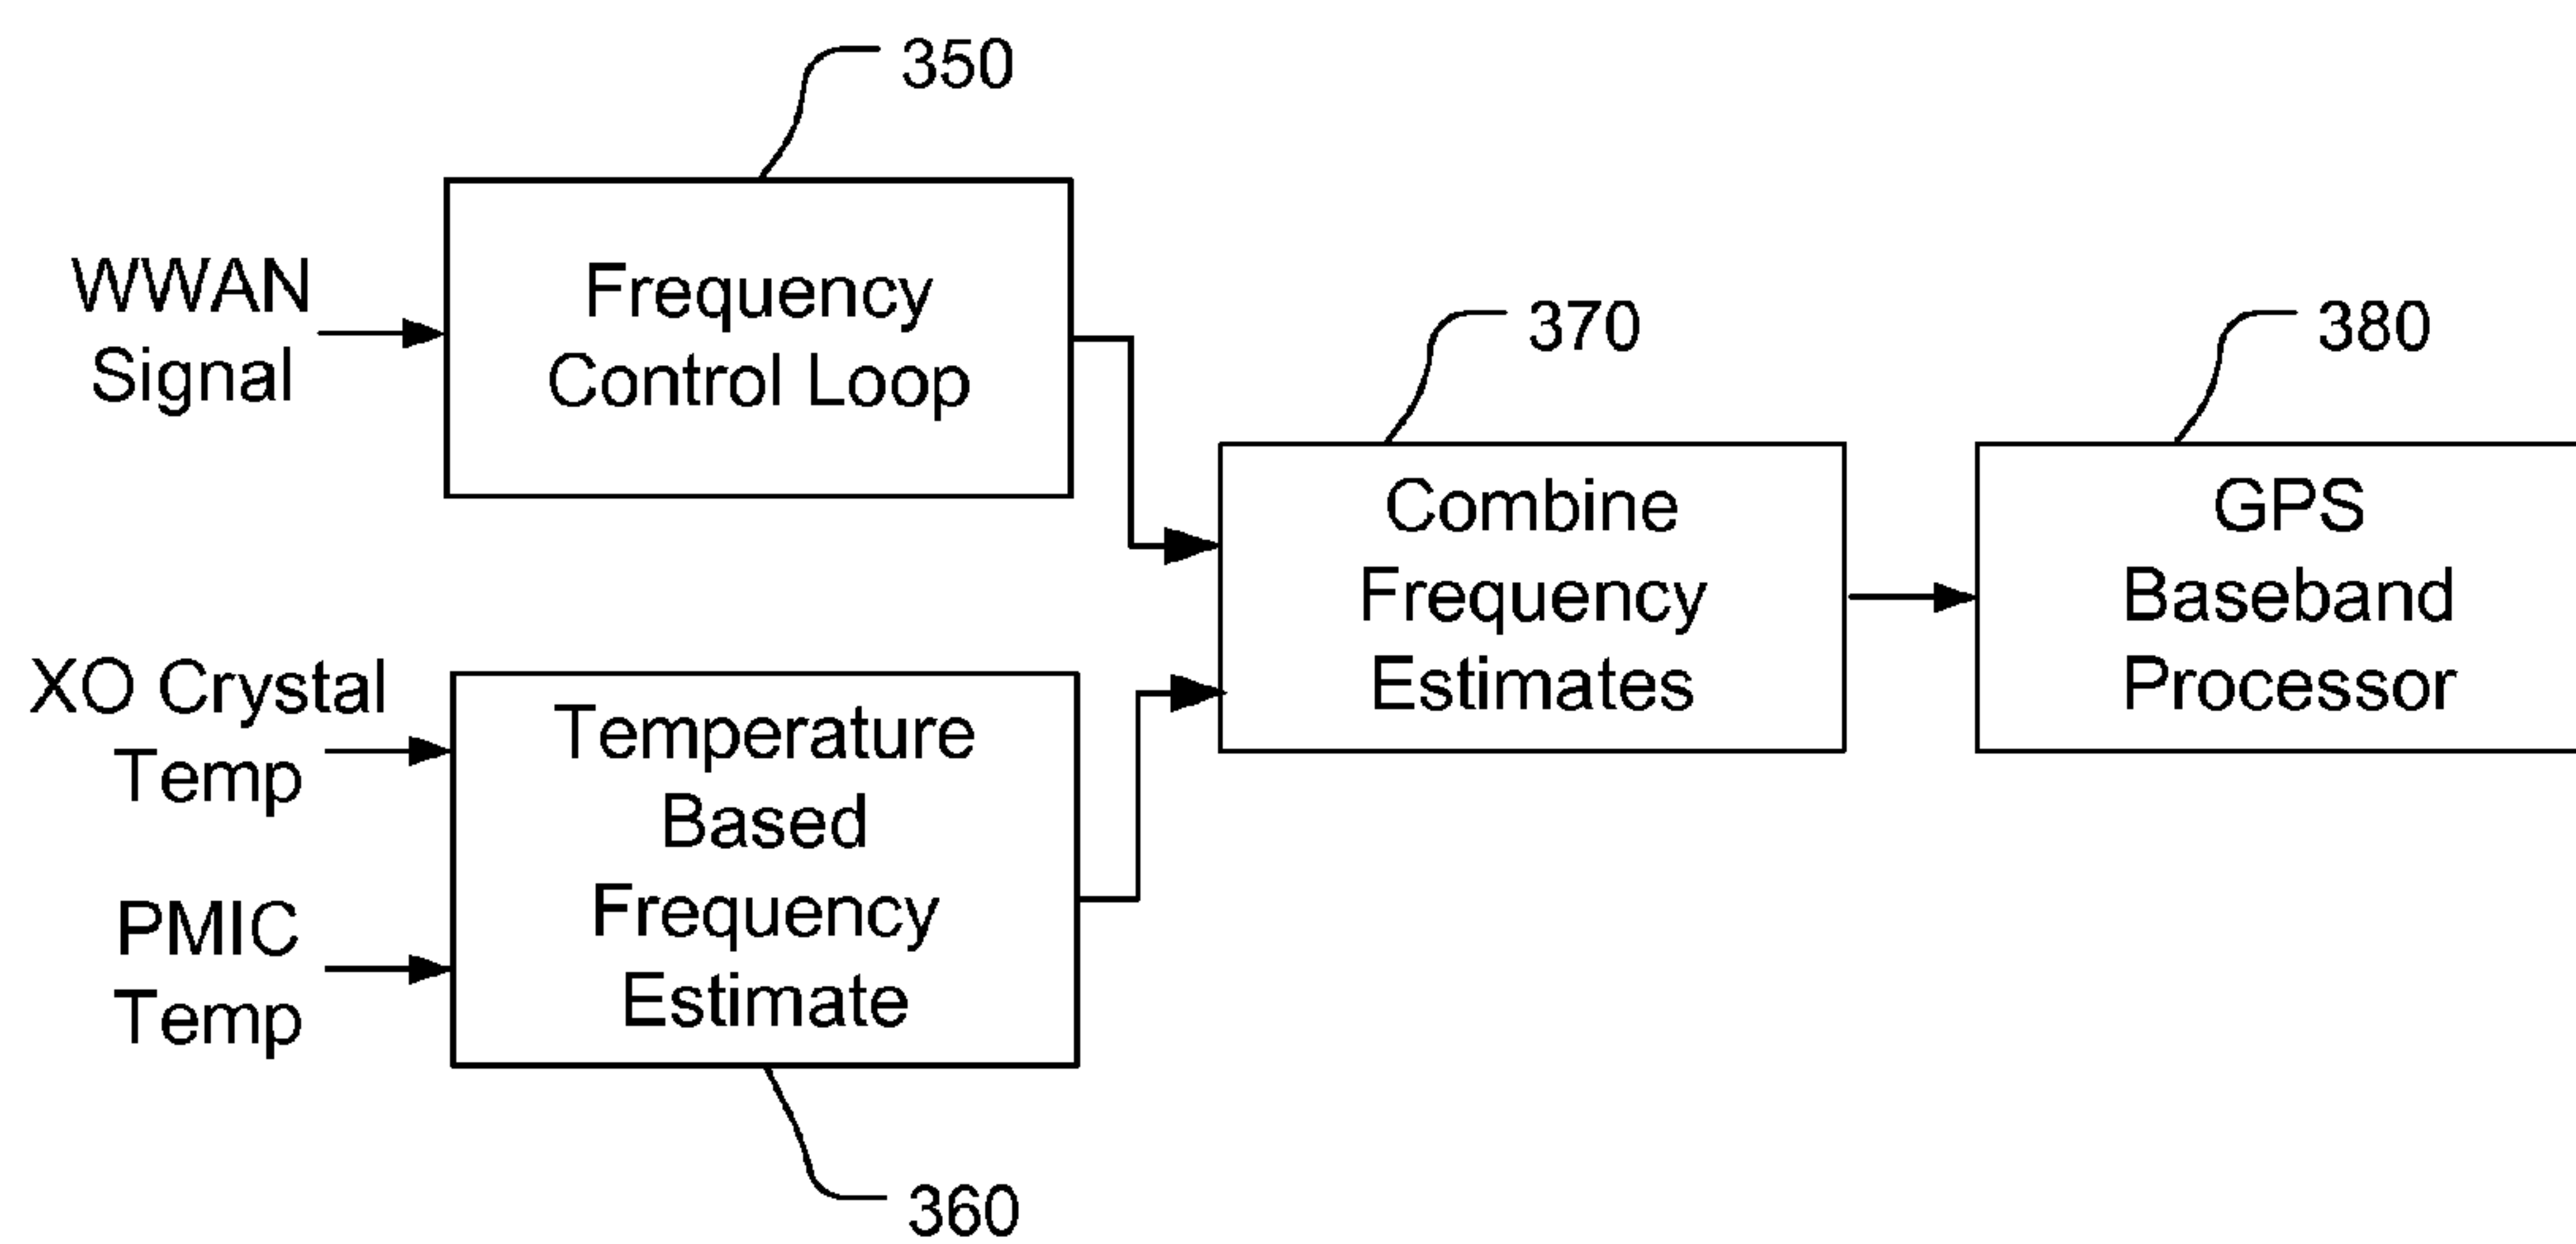 350
WWAN
Signal
Frequency
Control Loop
370
380
Combine
Frequency
Estimates
GPS
Baseband
Processor
XO Crystal
Temp
PMIC
Temp
Temperature
Based
Frequency
Estimate
360